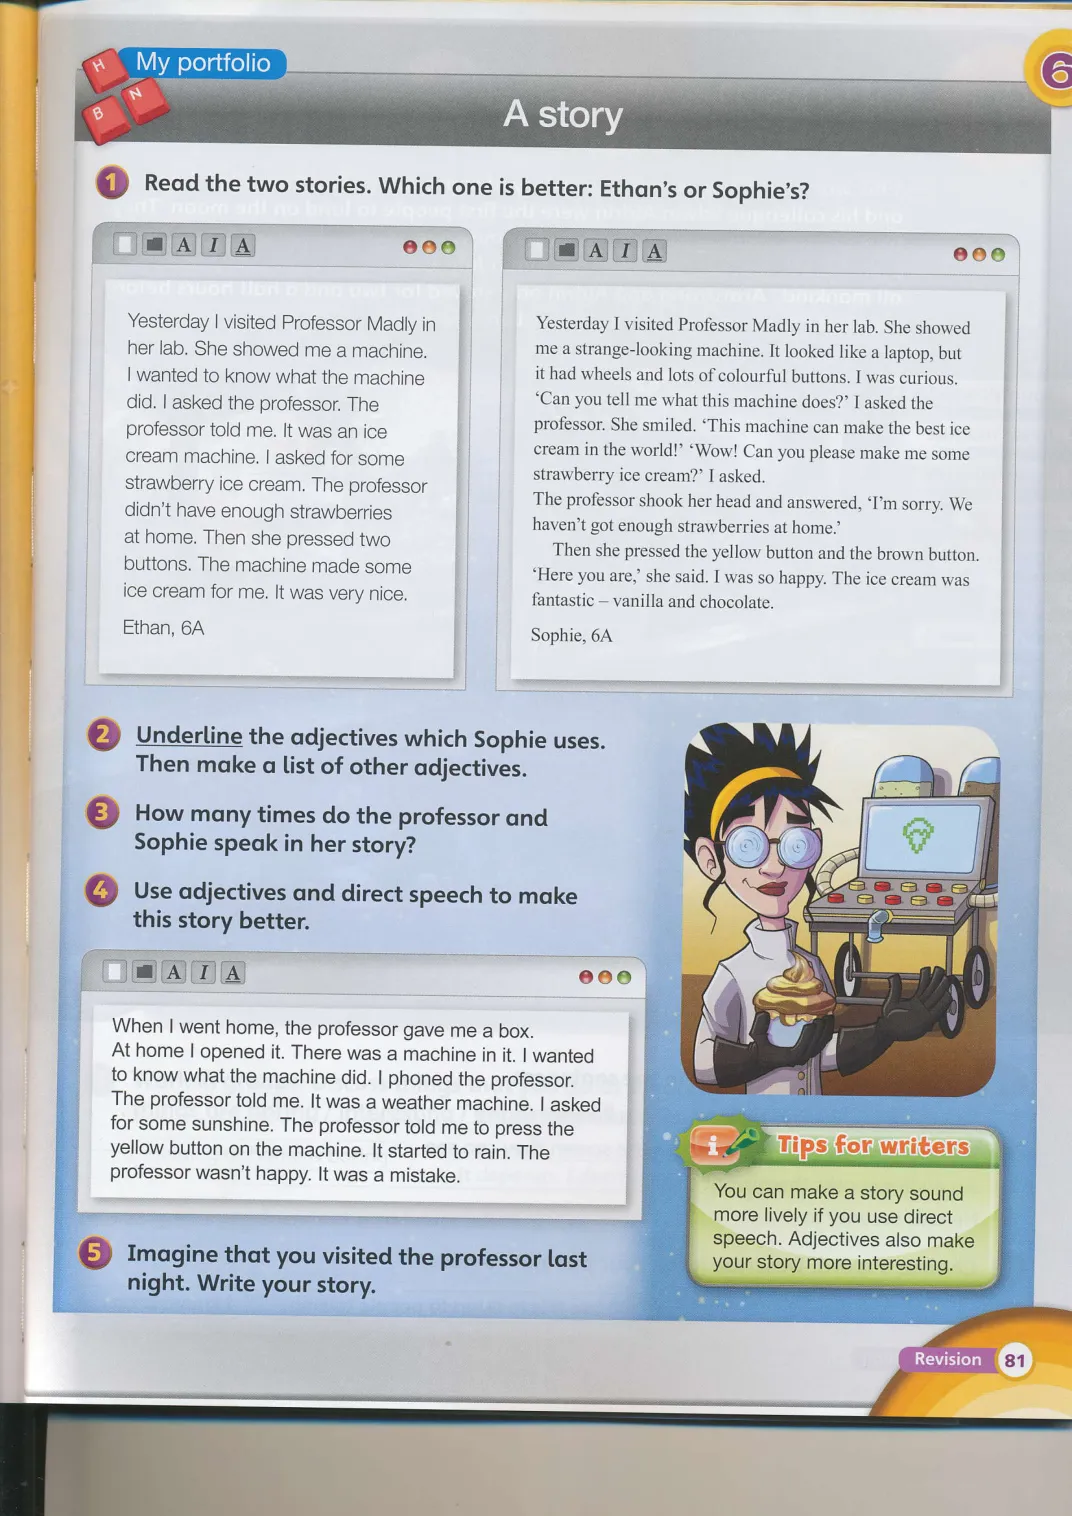 H
B
N
My portfolio
6
A story
1 Read the two stories. Which one is better: Ethan's or Sophie's?
A I A
Yesterday I visited Professor Madly in
her lab. She showed me a machine.
I wanted to know what the machine
did. I asked the professor. The
professor told me. It was an ice
cream machine. I asked for some
strawberry ice cream. The professor
didn't have enough strawberries
at home. Then she pressed two
buttons. The machine made some
ice cream for me. It was very nice.
Ethan, 6A
A I A
Yesterday I visited Professor Madly in her lab. She showed
me a strange-looking machine. It looked like a laptop, but
it had wheels and lots of colourful buttons. I was curious.
'Can you tell me what this machine does?' I asked the
professor. She smiled. 'This machine can make the best ice
cream in the world!' 'Wow! Can you please make me some
strawberry ice cream?' I asked.
The professor shook her head and answered, 'I'm sorry. We
haven't got enough strawberries at home.'
Then she pressed the yellow button and the brown button.
'Here you are,' she said. I was so happy. The ice cream was
fantastic – vanilla and chocolate.
Sophie, 6A
2 Underline the adjectives which Sophie uses.
Then make a list of other adjectives.
3 How many times do the professor and
Sophie speak in her story?
4 Use adjectives and direct speech to make
this story better.
A I A
When I went home, the professor gave me a box.
At home I opened it. There was a machine in it. I wanted
to know what the machine did. I phoned the professor.
The professor told me. It was a weather machine. I asked
for some sunshine. The professor told me to press the
yellow button on the machine. It started to rain. The
professor wasn't happy. It was a mistake.
5 Imagine that you visited the professor last
night. Write your story.
i Tips for writers
You can make a story sound
more lively if you use direct
speech. Adjectives also make
your story more interesting.
Revision 81